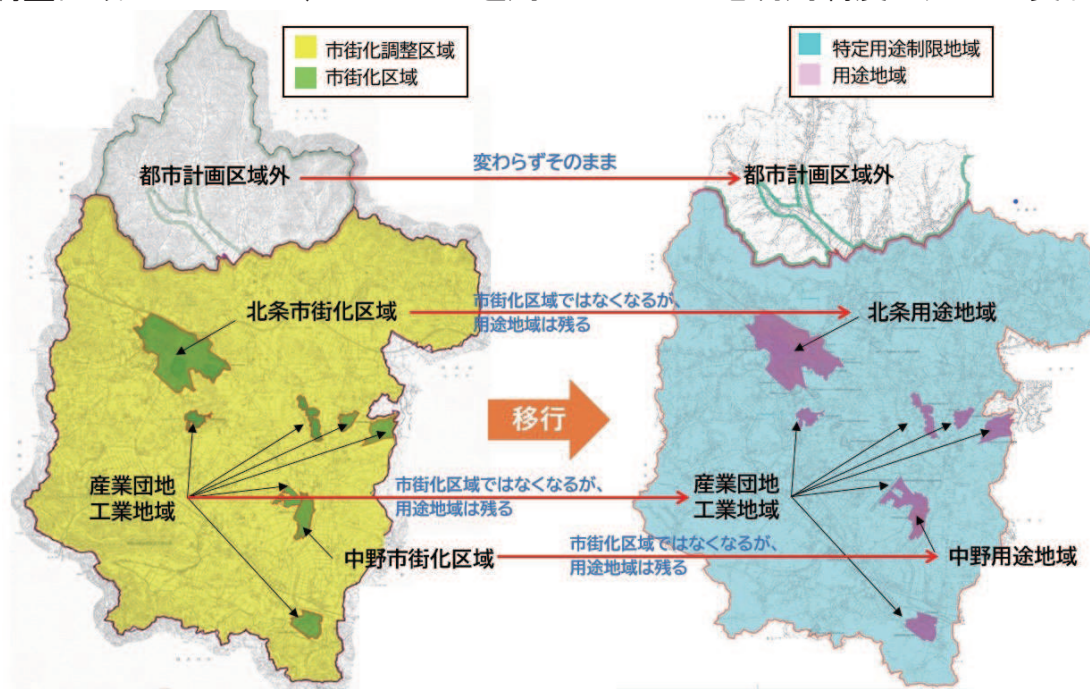 市街化調整区域
市街化区域
特定用途制限地域
用途地域
都市計画区域外
変わらずそのまま
都市計画区域外
北条市街化区域
市街化区域ではなくなるが、
用途地域は残る
北条用途地域
移行
産業団地
工業地域
市街化区域ではなくなるが、
用途地域は残る
産業団地
工業地域
中野市街化区域
市街化区域ではなくなるが、
用途地域は残る
中野用途地域